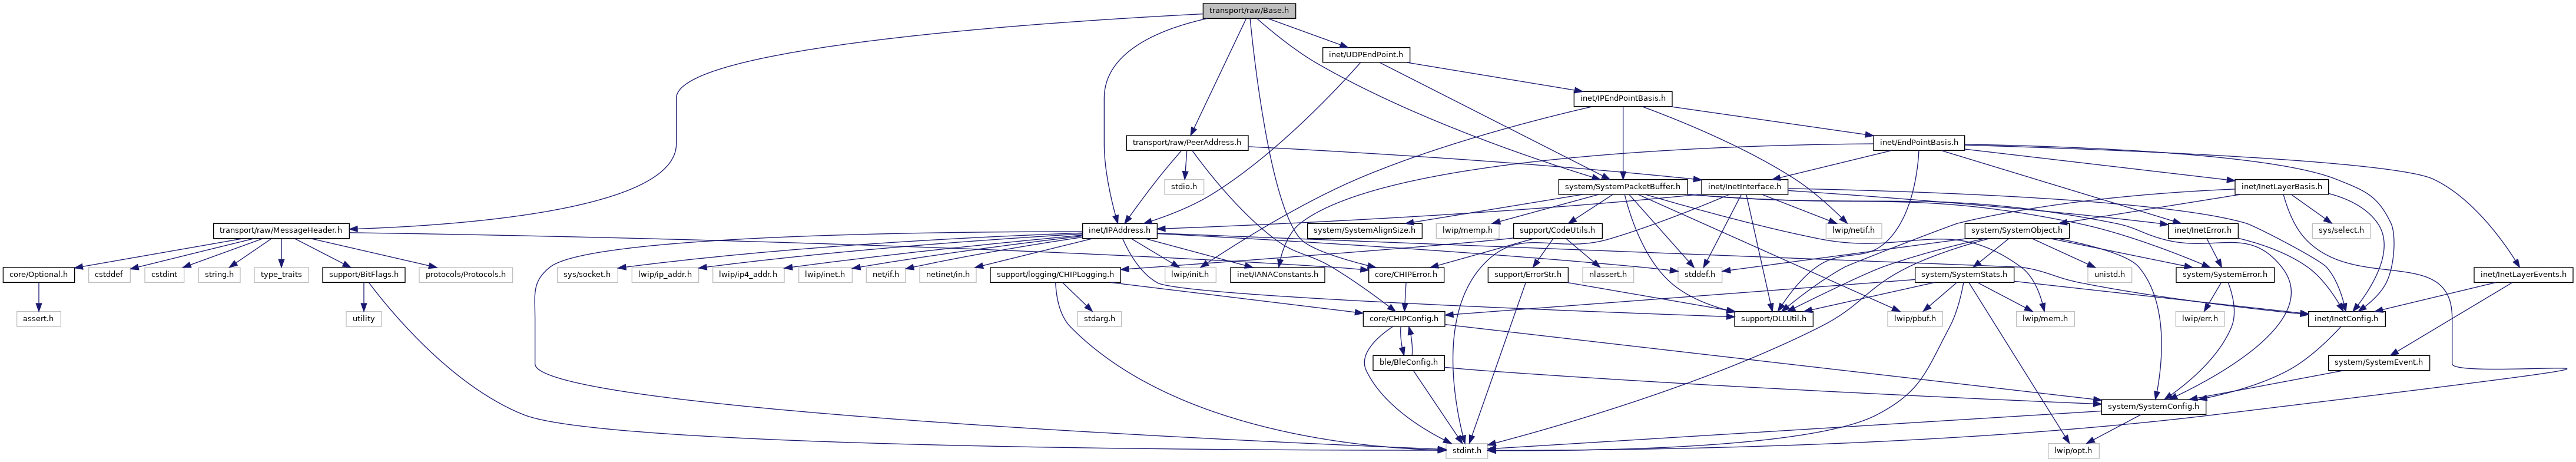 transport/raw/Base.h
inet/UDPEndPoint.h
inet/IPEndPointBasis.h
transport/raw/PeerAddress.h
inet/EndPointBasis.h
stdio.h
system/SystemPacketBuffer.h
inet/InetInterface.h
inet/InetLayerBasis.h
transport/raw/MessageHeader.h
inet/IPAddress.h
system/SystemAlignSize.h
lwip/memp.h
support/CodeUtils.h
lwip/netif.h
system/SystemObject.h
inet/InetError.h
sys/select.h
core/Optional.h
cstddef
cstdint
string.h
type_traits
support/BitFlags.h
protocols/Protocols.h
sys/socket.h
lwip/ip_addr.h
lwip/ip4_addr.h
lwip/inet.h
net/if.h
netinet/in.h
support/logging/CHIPLogging.h
lwip/init.h
inet/IANAConstants.h
core/CHIPError.h
support/ErrorStr.h
nlassert.h
stddef.h
system/SystemStats.h
unistd.h
system/SystemError.h
inet/InetLayerEvents.h
assert.h
utility
stdarg.h
core/CHIPConfig.h
support/DLLUtil.h
lwip/pbuf.h
lwip/mem.h
lwip/err.h
inet/InetConfig.h
ble/BleConfig.h
system/SystemEvent.h
system/SystemConfig.h
stdint.h
lwip/opt.h